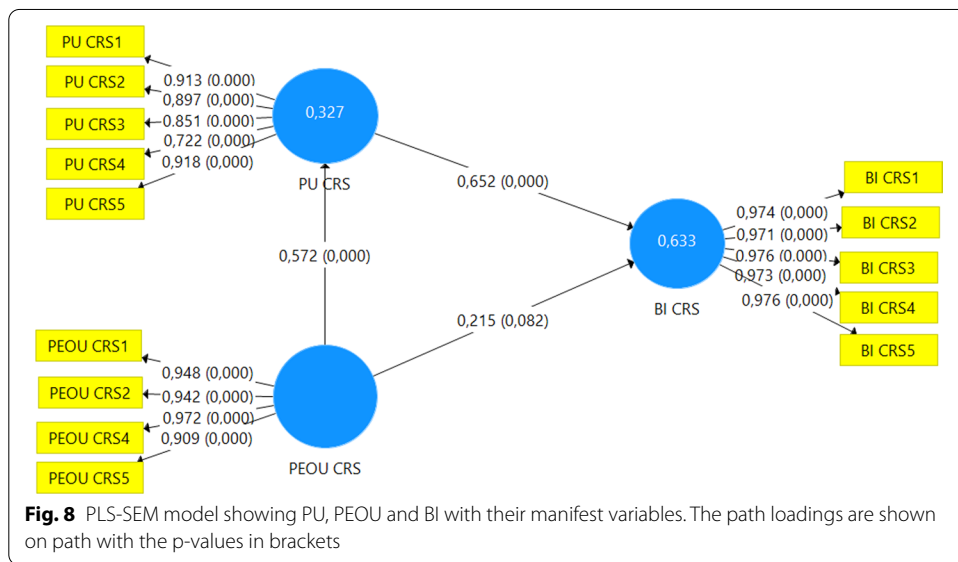 PU CRS1
PU CRS2
PU CRS3
PU CRS4
PU CRS5
0.913 (0.000)
0,897 (0,000)
0.851 (0.000)
0,722 (0,000)
0,918 (0,000)
0,327
PU CRS
0,652 (0,000)
0,572 (0,000)
0,215 (0,082)
0,633
BI CRS
0,974 (0,000)
0,971 (0,000)
0,976 (0.000)
0,973 (0,000)
0,976 (0,000)
BI CRS1
BI CRS2
BI CRS3
BI CRS4
BI CRS5
PEOU CRS1
PEOU CRS2
PEOU CRS4
PEOU CRS5
0,948 (0,000)
0,942 (0,000)
0,972 (0,000)
0,909 (0,000)
PEOU CRS
Fig. 8 PLS-SEM model showing PU, PEOU and BI with their manifest variables. The path loadings are shown
on path with the p-values in brackets